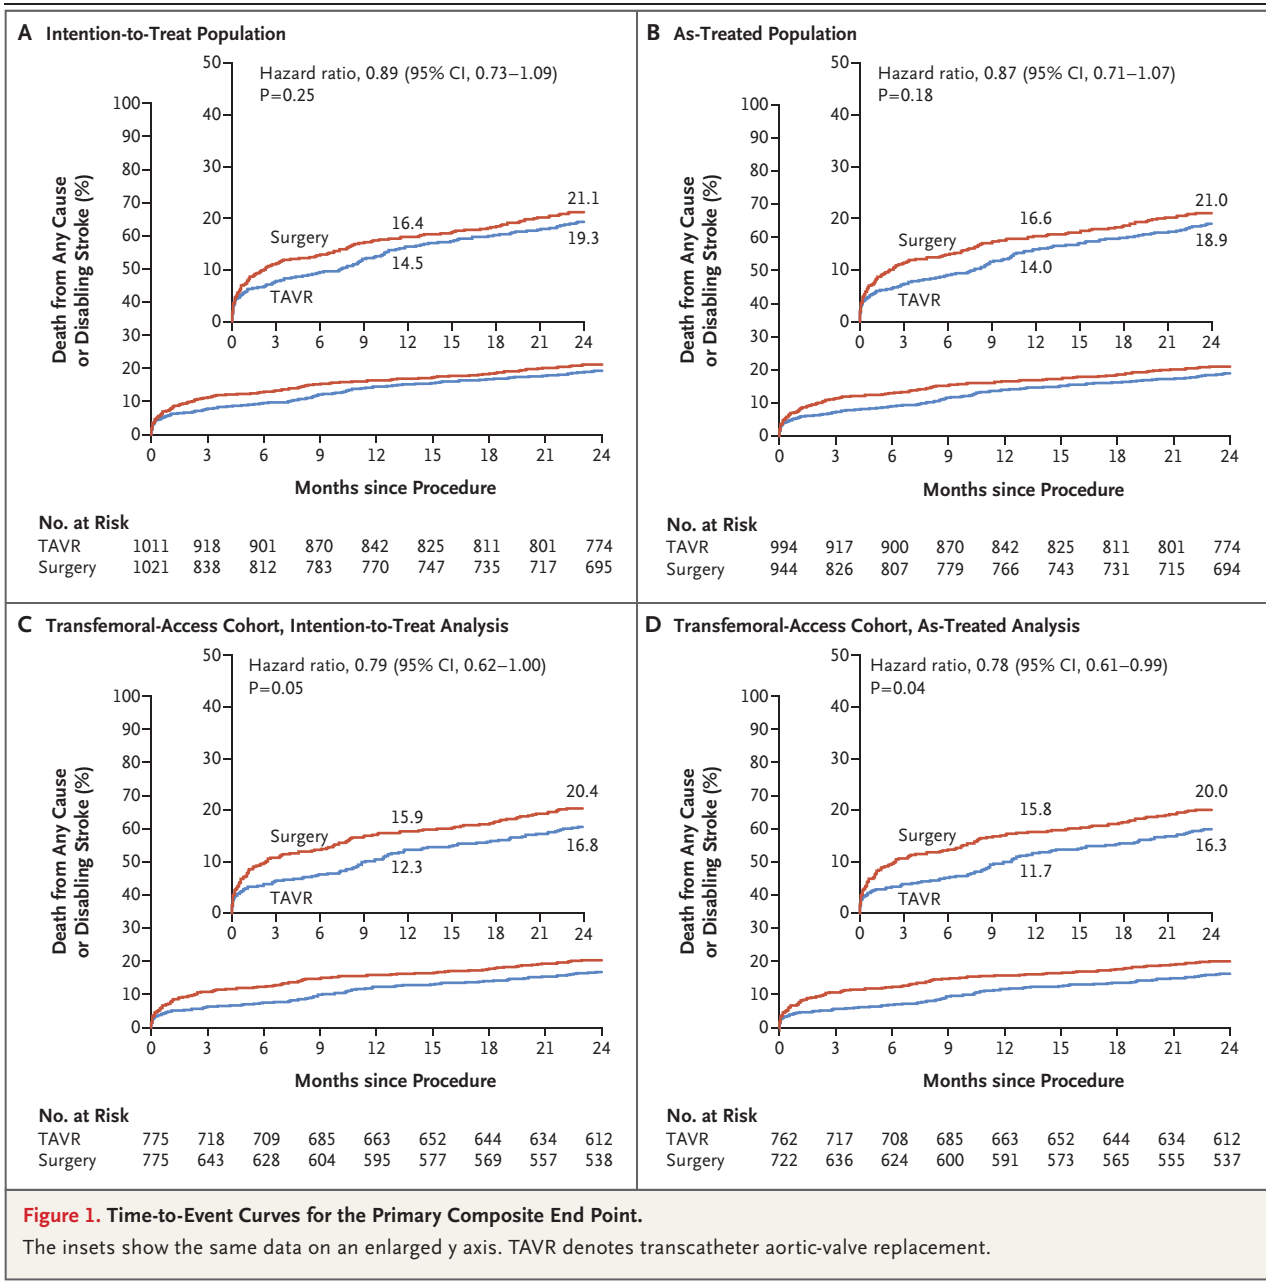 A Intention-to-Treat Population
Hazard ratio, 0.89 (95% CI, 0.73–1.09)
P=0.25
Death from Any Cause
or Disabling Stroke (%)
100
90
80
70
60
50
40
30
20
10
0
50
40
30
20
10
0
Surgery
TAVR
16.4
14.5
21.1
19.3
0 3 6 9 12 15 18 21 24
0 3 6 9 12 15 18 21 24
Months since Procedure
No. at Risk
TAVR 1011 918 901 870 842 825 811 801 774
Surgery 1021 838 812 783 770 747 735 717 695
B As-Treated Population
Hazard ratio, 0.87 (95% CI, 0.71–1.07)
P=0.18
Death from Any Cause
or Disabling Stroke (%)
100
90
80
70
60
50
40
30
20
10
0
50
40
30
20
10
0
Surgery
TAVR
16.6
14.0
21.0
18.9
0 3 6 9 12 15 18 21 24
0 3 6 9 12 15 18 21 24
Months since Procedure
No. at Risk
TAVR 994 917 900 870 842 825 811 801 774
Surgery 944 826 807 779 766 743 731 715 694
C Transfemoral-Access Cohort, Intention-to-Treat Analysis
Hazard ratio, 0.79 (95% CI, 0.62–1.00)
P=0.05
Death from Any Cause
or Disabling Stroke (%)
100
90
80
70
60
50
40
30
20
10
0
50
40
30
20
10
0
Surgery
TAVR
15.9
12.3
20.4
16.8
0 3 6 9 12 15 18 21 24
0 3 6 9 12 15 18 21 24
Months since Procedure
No. at Risk
TAVR 775 718 709 685 663 652 644 634 612
Surgery 775 643 628 604 595 577 569 557 538
D Transfemoral-Access Cohort, As-Treated Analysis
Hazard ratio, 0.78 (95% CI, 0.61–0.99)
P=0.04
Death from Any Cause
or Disabling Stroke (%)
100
90
80
70
60
50
40
30
20
10
0
50
40
30
20
10
0
Surgery
TAVR
15.8
11.7
20.0
16.3
0 3 6 9 12 15 18 21 24
0 3 6 9 12 15 18 21 24
Months since Procedure
No. at Risk
TAVR 762 717 708 685 663 652 644 634 612
Surgery 722 636 624 600 591 573 565 555 537
Figure 1. Time-to-Event Curves for the Primary Composite End Point.
The insets show the same data on an enlarged y axis. TAVR denotes transcatheter aortic-valve replacement.